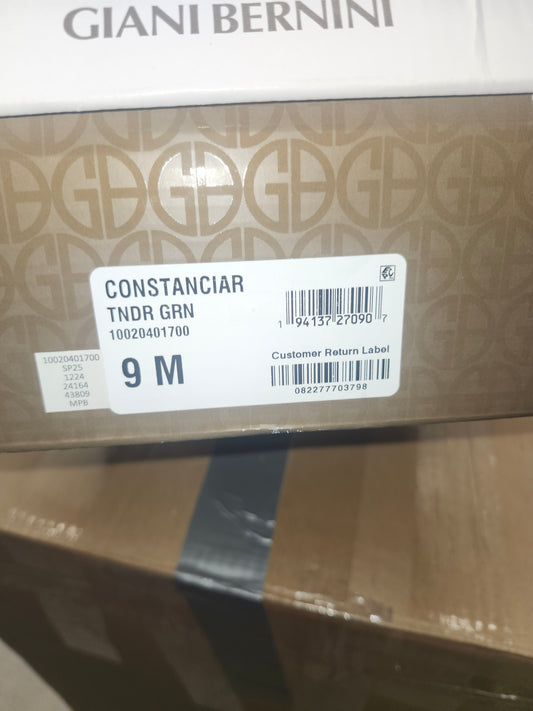 GIANI BERNINI
CONSTANCIAR
TNDR GRN
10020401700
9 M
1 94137 27090 7
Customer Return Label
082277703798
10020401700
SP25
1224
24164
43809
MPB